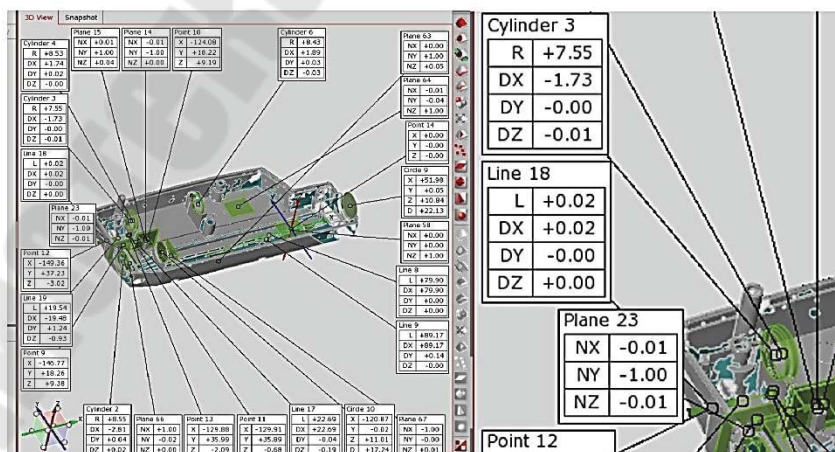 3D View Snapshot
Cylinder 4
R +8.53
DX +1.74
DY +0.02
DZ -0.00
Plane 15
NX +0.01
NY +1.00
NZ +0.04
Plane 14
NX -0.01
NY -1.00
NZ +0.00
Point 10
X -124.08
Y +18.22
Z +9.19
Cylinder 6
R +8.43
DX +1.89
DY +0.03
DZ -0.03
Plane 63
NX +0.00
NY +1.00
NZ +0.05
Plane 64
NX -0.01
NY -0.04
NZ +1.00
Cylinder 3
R +7.55
DX -1.73
DY -0.00
DZ -0.01
Point 14
X +0.00
Y -0.00
Z -0.00
Line 18
L +0.02
DX +0.02
DY -0.00
DZ +0.00
Circle 9
X +51.98
Y +0.05
Z +10.84
D +22.13
Plane 23
NX -0.01
NY -1.00
NZ -0.01
Plane 58
NX +0.00
NY +0.00
NZ +1.00
Point 12
X -149.36
Y +37.23
Z -3.02
Line 8
L +79.90
DX +79.90
DY +0.00
DZ +0.00
Line 19
L +19.54
DX -19.48
DY +1.24
DZ -0.93
Line 9
L +89.17
DX +89.17
DY +0.14
DZ -0.00
Point 9
X -146.77
Y +18.26
Z +9.38
Cylinder 2
R +8.55
DX -2.81
DY +0.04
DZ +0.02
Plane 66
NX +1.00
NY -0.02
NZ +0.00
Point 13
X -129.88
Y +35.99
Z -2.09
Point 11
X -129.91
Y +35.89
Z -0.68
Line 17
L +22.69
DX +22.69
DY -0.04
DZ -0.19
Circle 10
X -120.87
Y -0.02
Z +11.01
D +17.24
Plane 67
NX -1.00
NY -0.00
NZ +0.01
Cylinder 3
R +7.55
DX -1.73
DY -0.00
DZ -0.01
Line 18
L +0.02
DX +0.02
DY -0.00
DZ +0.00
Plane 23
NX -0.01
NY -1.00
NZ -0.01
Point 12